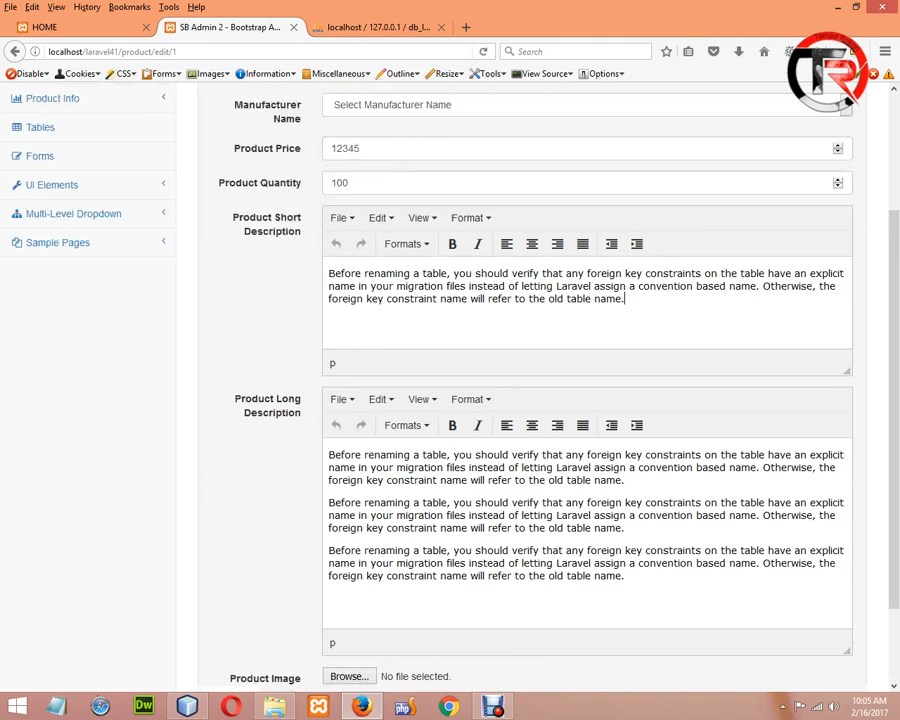 File Edit View History Bookmarks Tools Help
HOME SB Admin 2 - Bootstrap A... localhost / 127.0.0.1 / db_l...
localhost/laravel41/product/edit/1 Search
Disable Cookies CSS Forms Images Information Miscellaneous Outline Resize Tools View Source Options
Product Info
Tables
Forms
UI Elements
Multi-Level Dropdown
Sample Pages
Manufacturer Name
Select Manufacturer Name
Product Price
12345
Product Quantity
100
Product Short Description
File Edit View Format
Formats B I
Before renaming a table, you should verify that any foreign key constraints on the table have an explicit
name in your migration files instead of letting Laravel assign a convention based name. Otherwise, the
foreign key constraint name will refer to the old table name.
p
Product Long Description
File Edit View Format
Formats B I
Before renaming a table, you should verify that any foreign key constraints on the table have an explicit
name in your migration files instead of letting Laravel assign a convention based name. Otherwise, the
foreign key constraint name will refer to the old table name.
Before renaming a table, you should verify that any foreign key constraints on the table have an explicit
name in your migration files instead of letting Laravel assign a convention based name. Otherwise, the
foreign key constraint name will refer to the old table name.
Before renaming a table, you should verify that any foreign key constraints on the table have an explicit
name in your migration files instead of letting Laravel assign a convention based name. Otherwise, the
foreign key constraint name will refer to the old table name.
p
Product Image Browse... No file selected.
Dw php
10:05 AM
2/16/2017